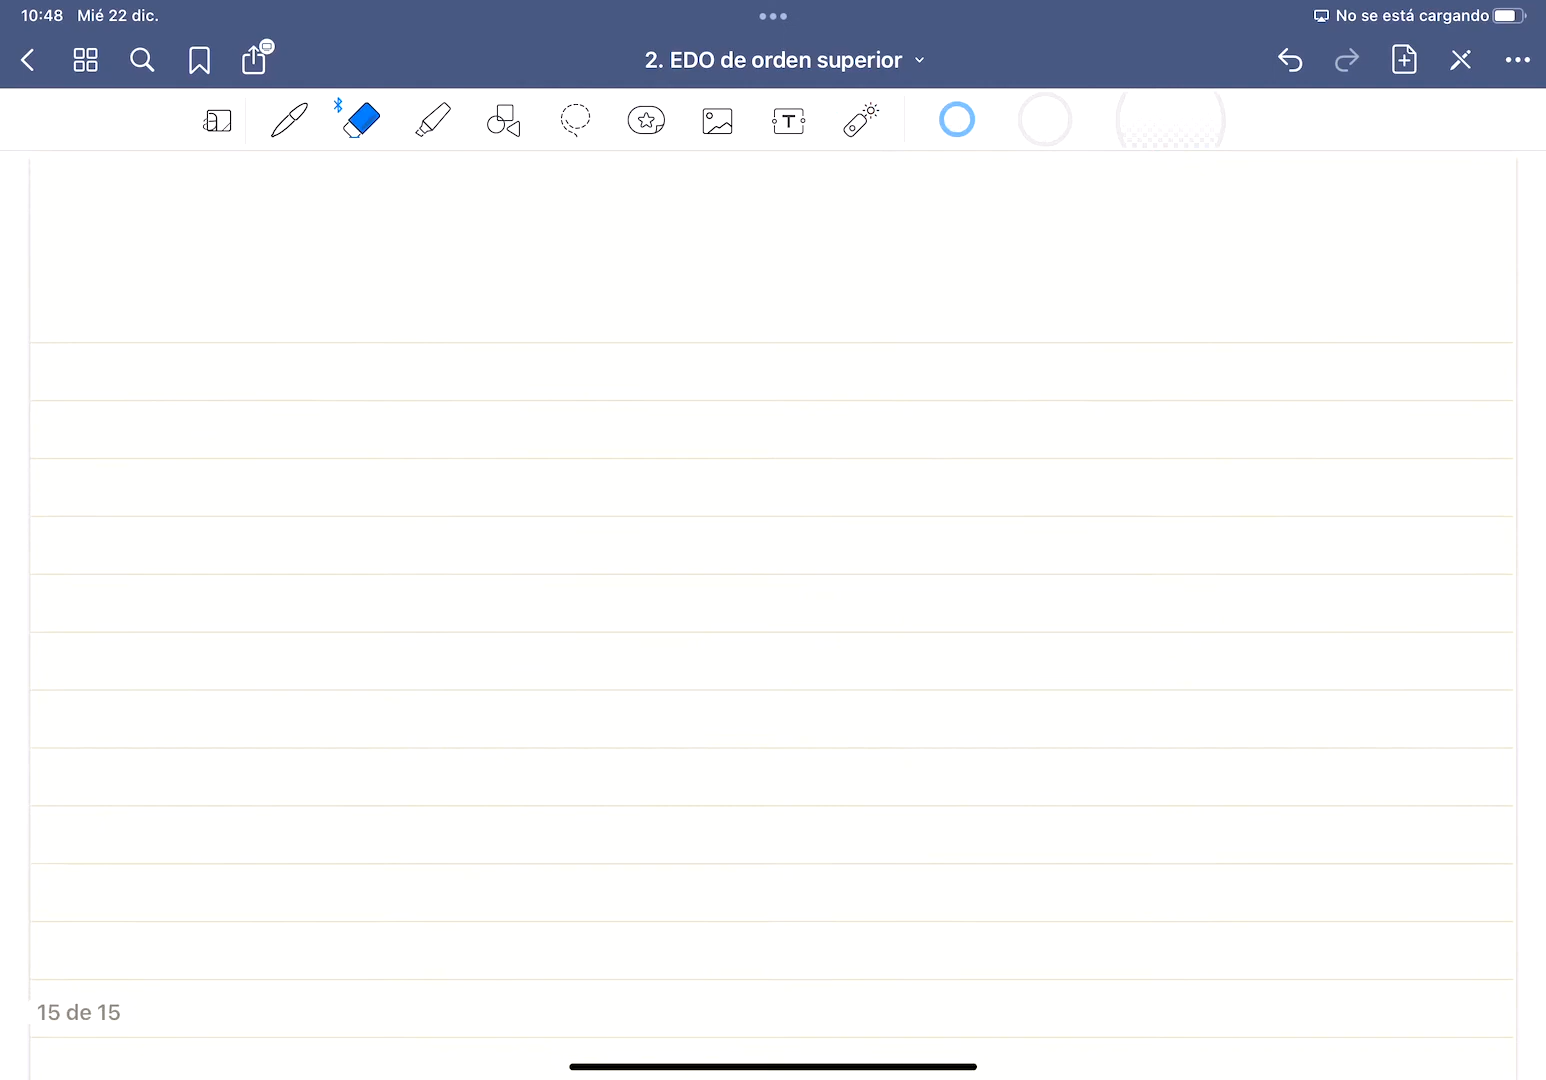 10:48 Mié 22 dic.
No se está cargando
2. EDO de orden superior
T
15 de 15